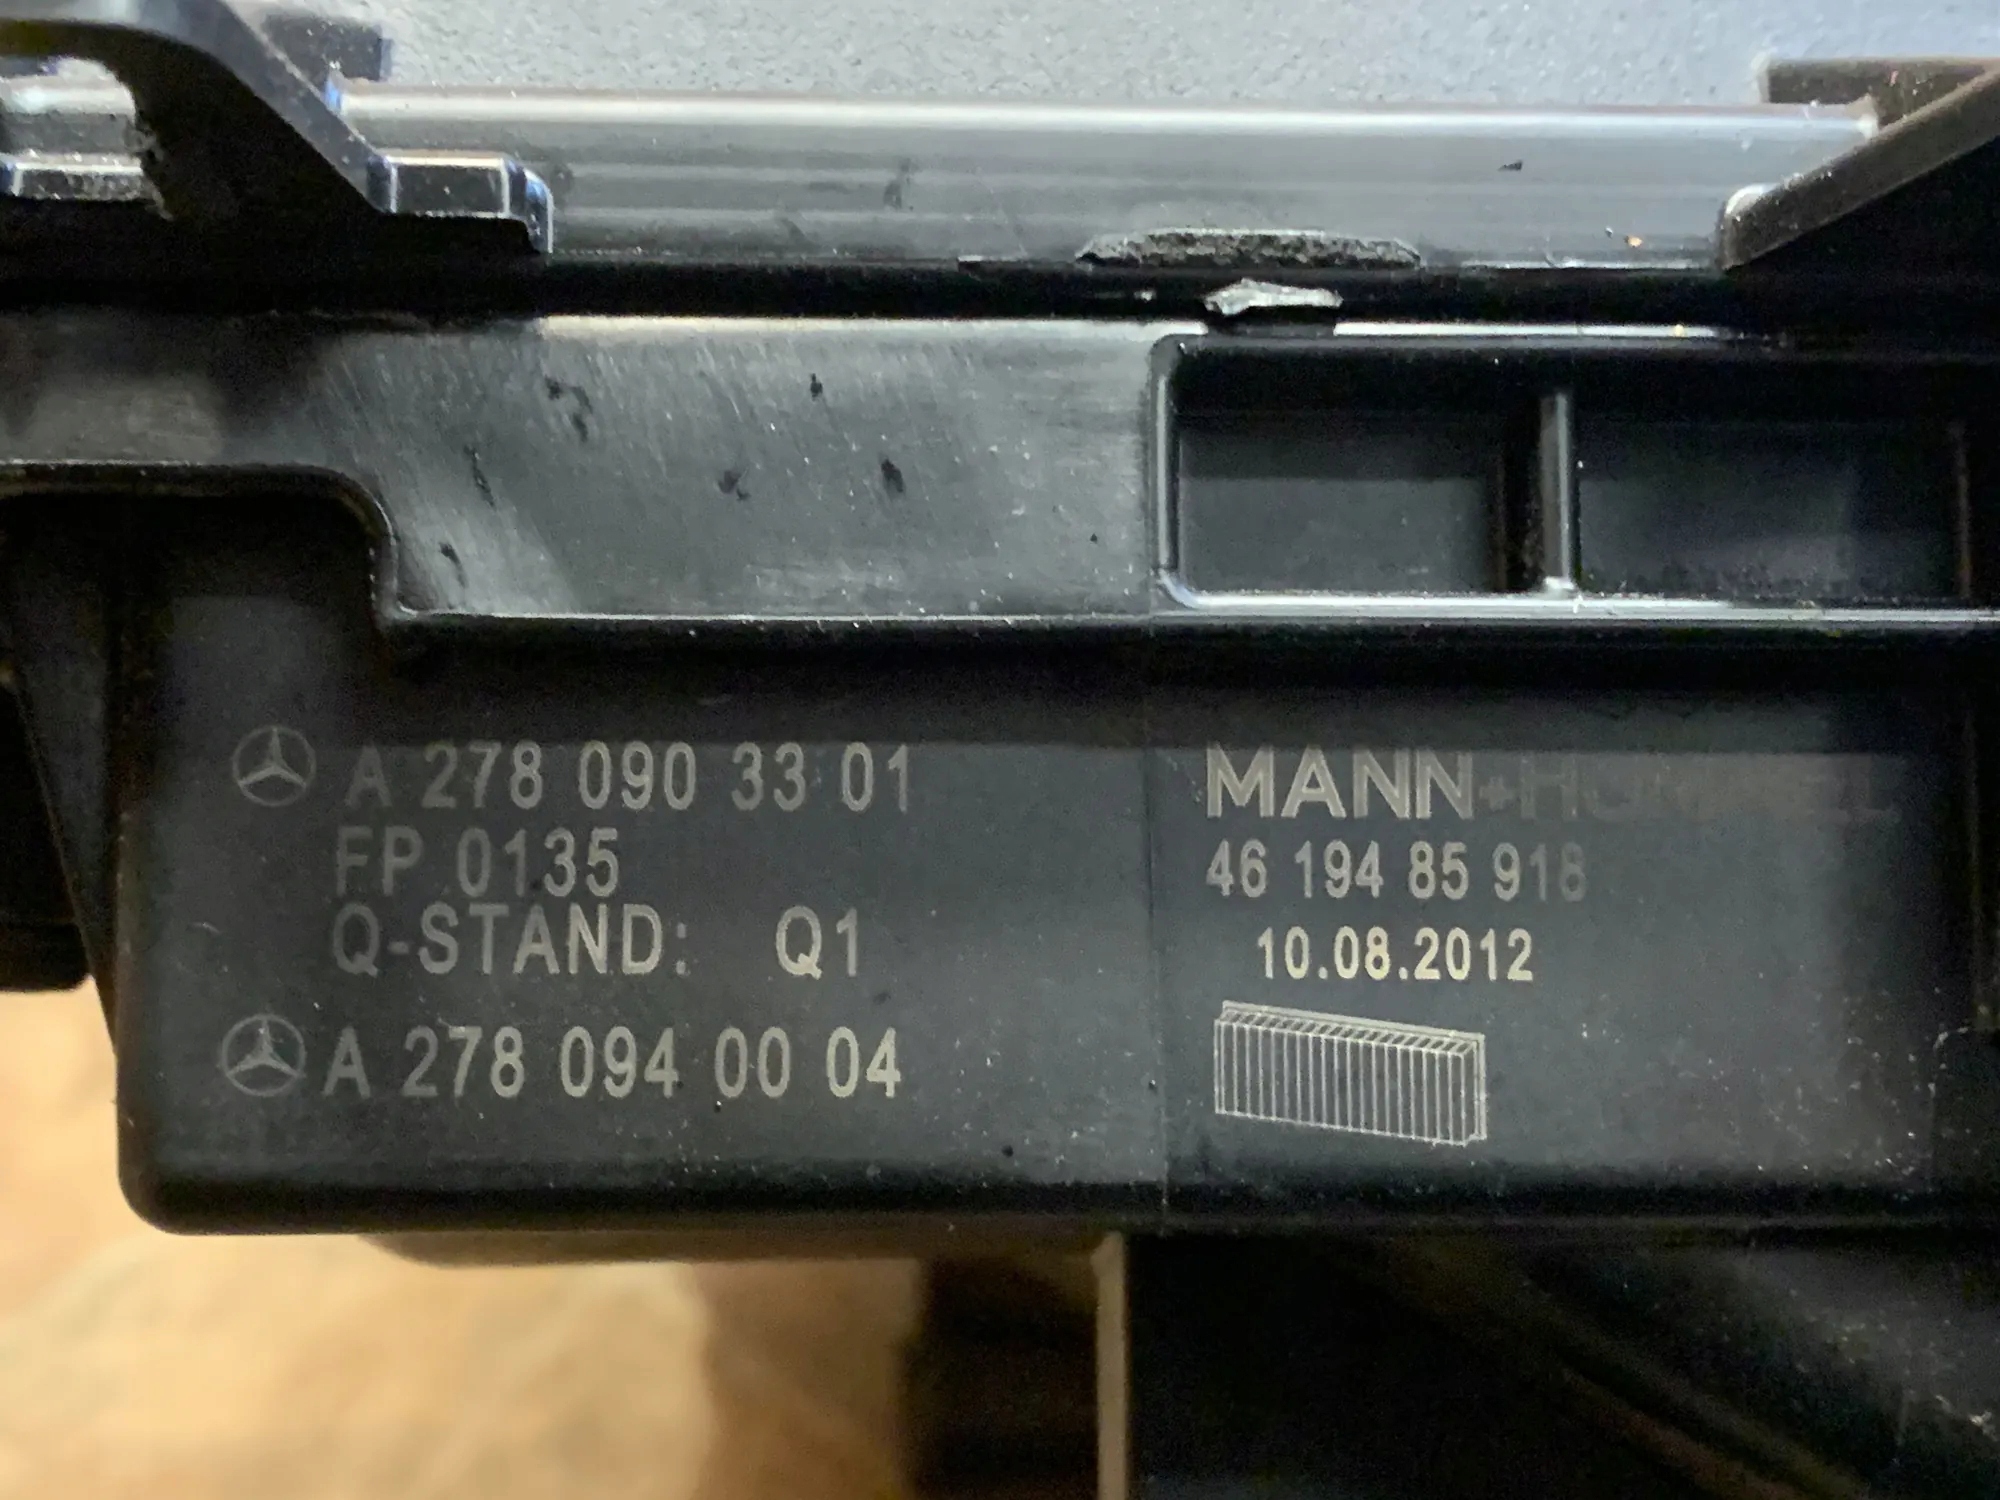 A 278 090 33 01
FP 0135
Q-STAND: Q1
A 278 094 00 04
MANN+HUMMEL
46 194 85 918
10.08.2012